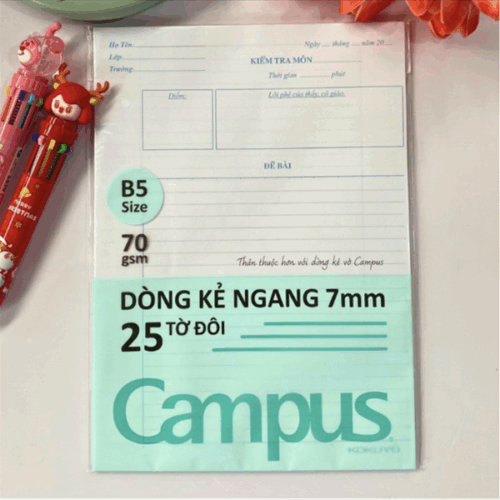 Họ Tên:
Ngày .... tháng .... năm 20....
Lớp
Trường
KIỂM TRA MÔN
Thời gian ............ phút
Điểm:
Lời phê của thầy, cô giáo
ĐỀ BÀI
B5
Size
70
gsm
Thân thuộc hơn với dòng kẻ vở Campus
DÒNG KẺ NGANG 7mm
25 TỜ ĐÔI
Campus®
KOKUYO